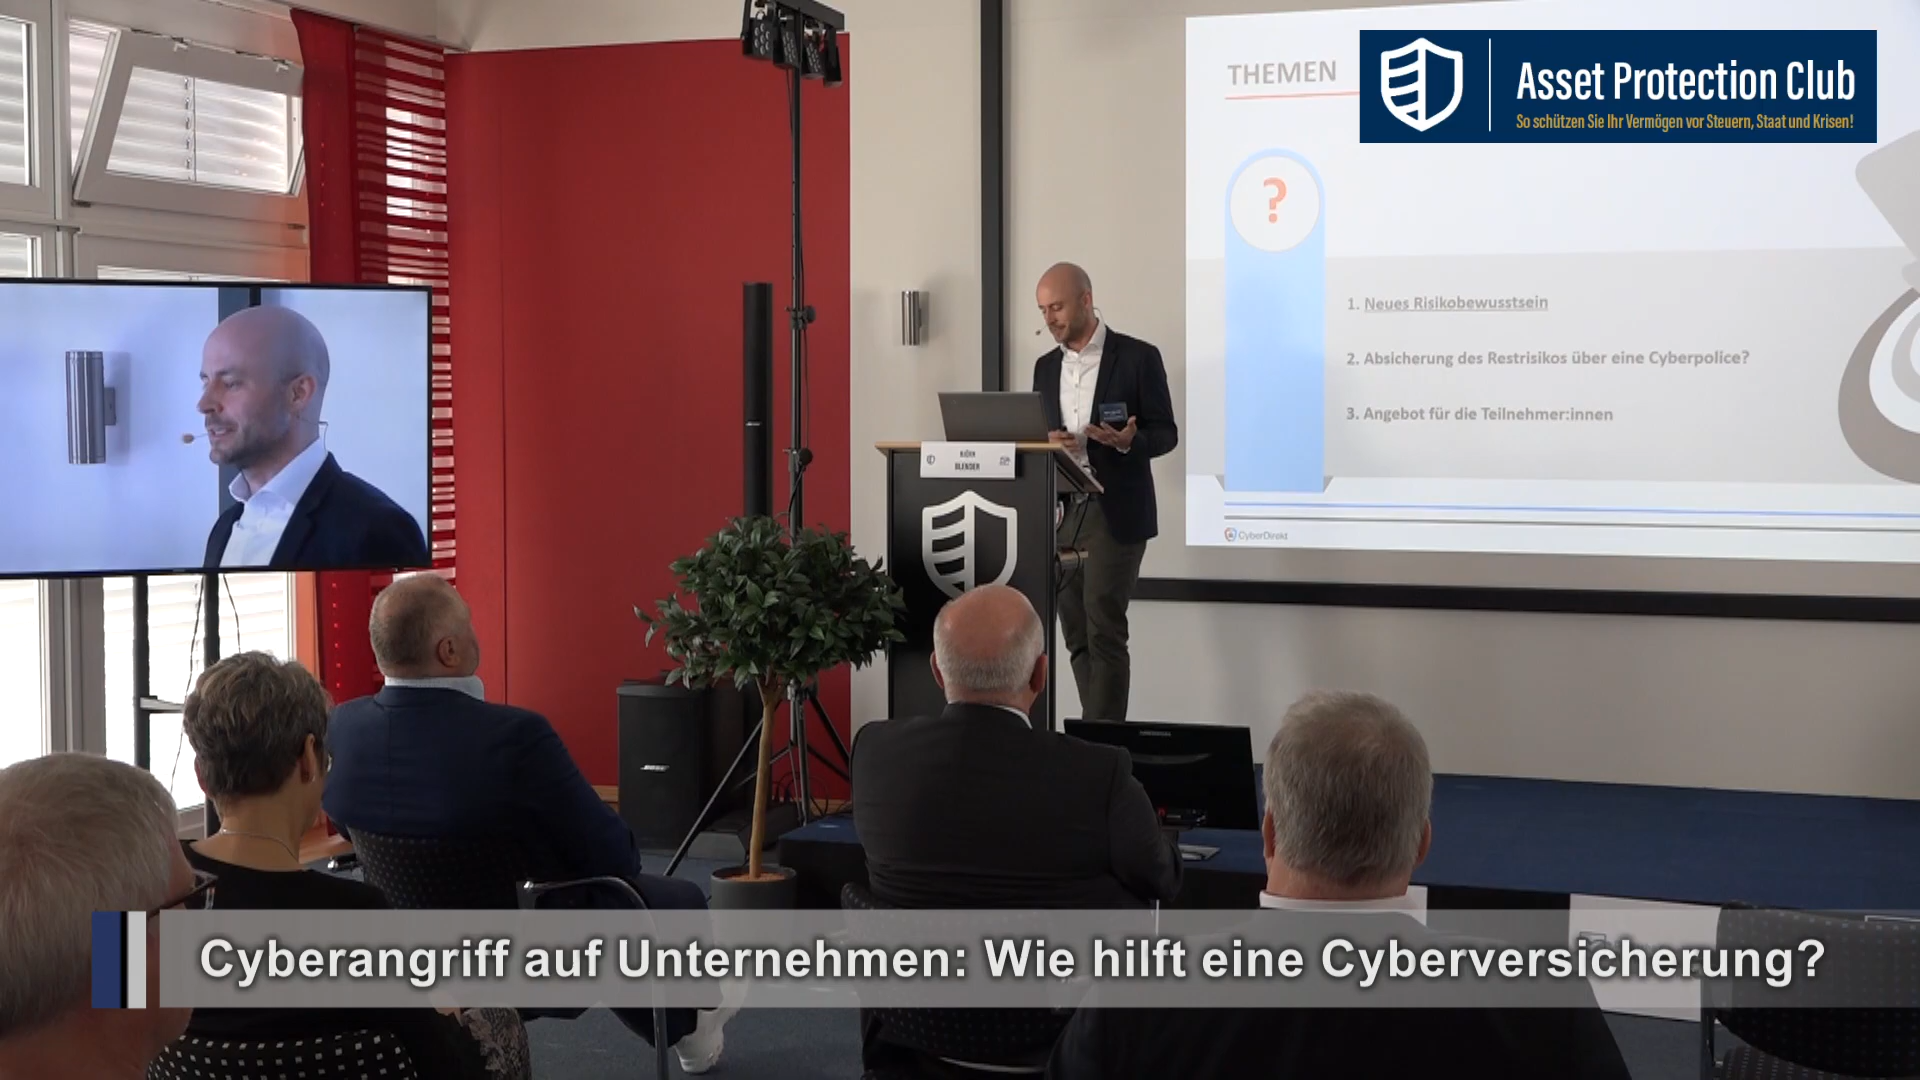 THEMEN
Asset Protection Club
So schützen Sie Ihr Vermögen vor Steuern, Staat und Krisen!
?
1. Neues Risikobewusstsein
2. Absicherung des Restrisikos über eine Cyberpolice?
3. Angebot für die Teilnehmer:innen
CyberDirekt
BJÖRN
BLENDER
BOSE
Cyberangriff auf Unternehmen: Wie hilft eine Cyberversicherung?